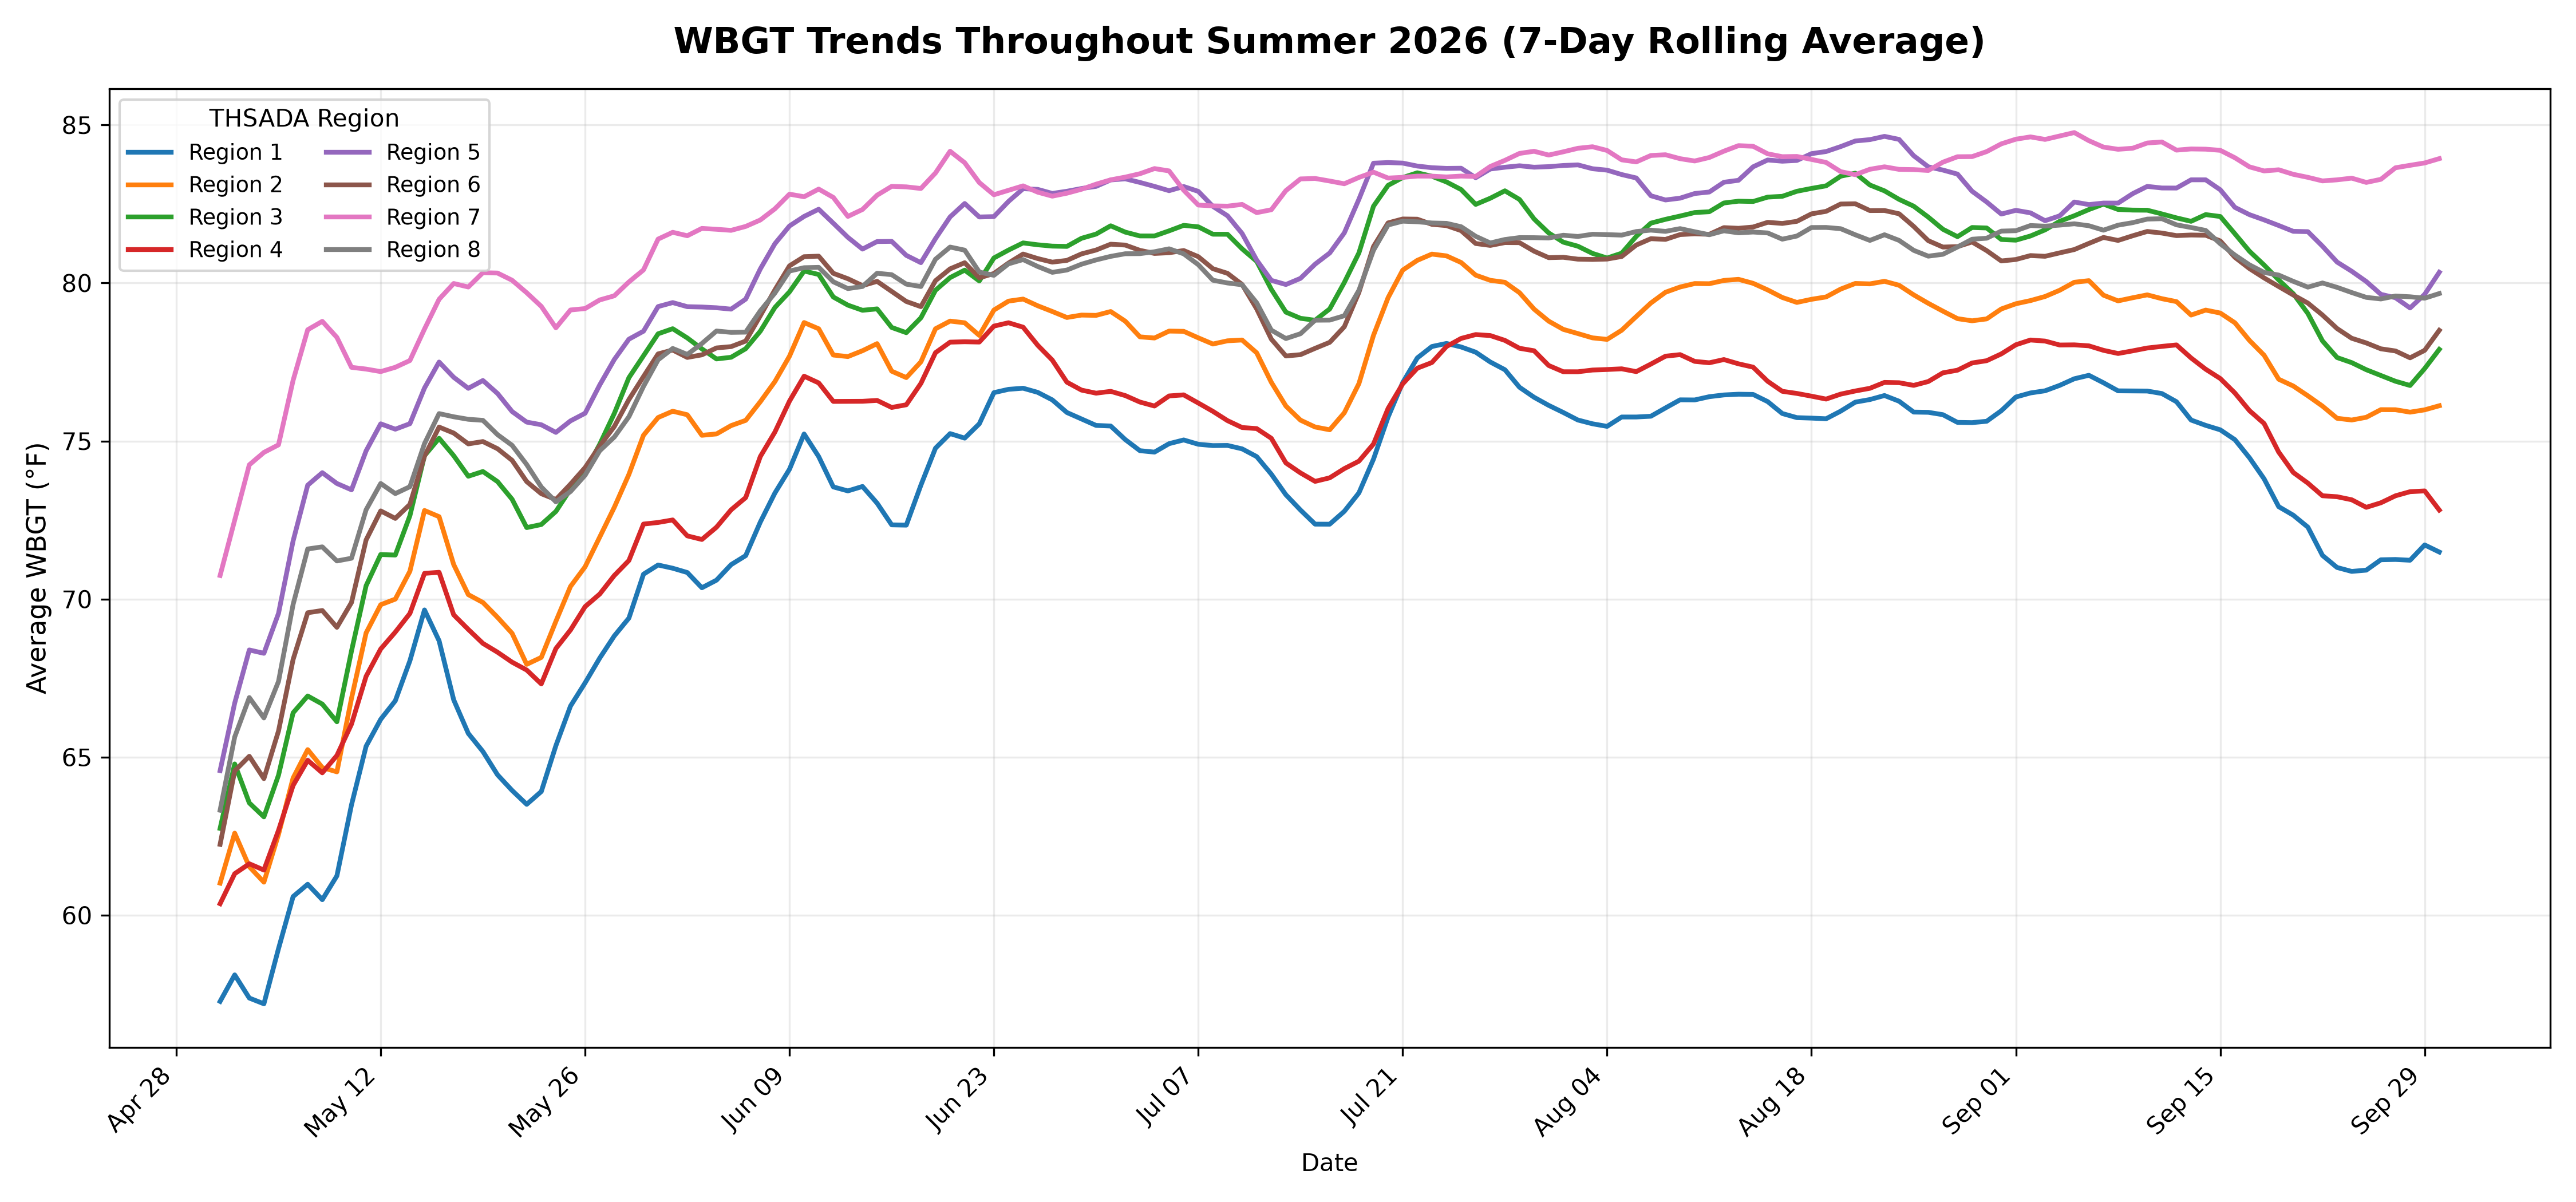 WBGT Trends Throughout Summer 2026 (7-Day Rolling Average)
THSADA Region
Region 1
Region 2
Region 3
Region 4
Region 5
Region 6
Region 7
Region 8
Average WBGT (°F)
85
80
75
70
65
60
Apr 28
May 12
May 26
Jun 09
Jun 23
Jul 07
Jul 21
Aug 04
Aug 18
Sep 01
Sep 15
Sep 29
Date